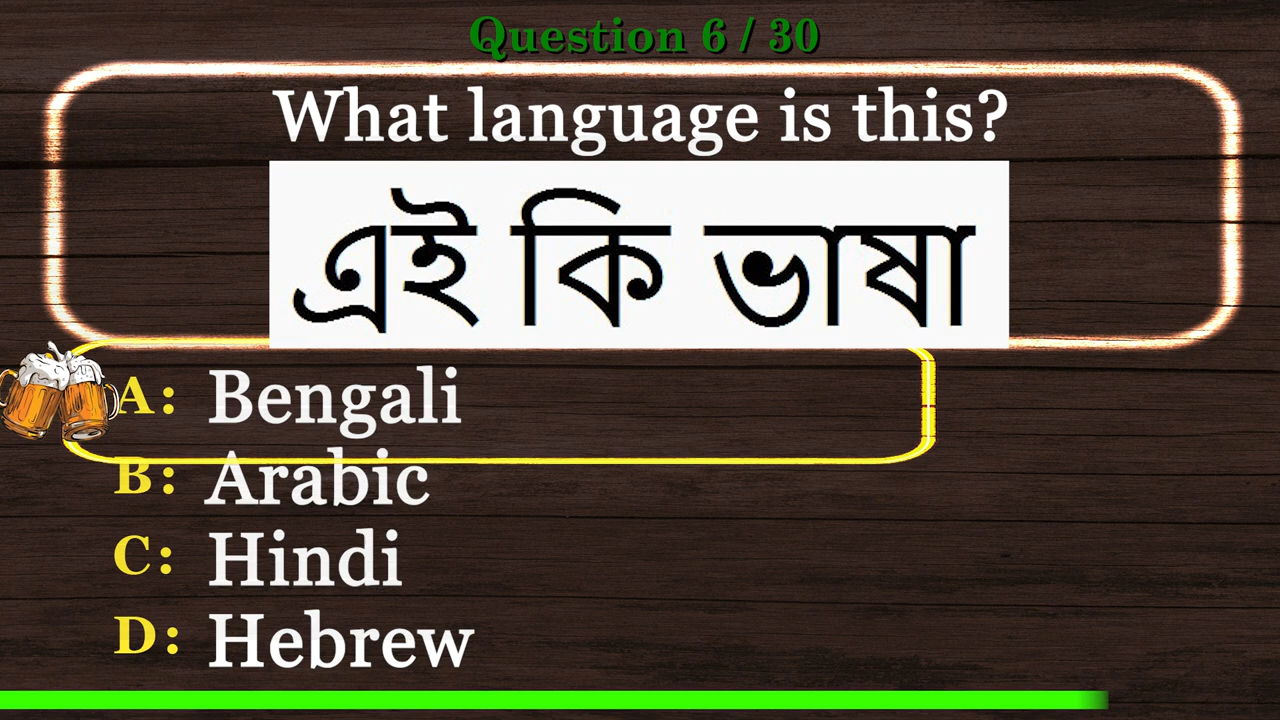 Question 6 / 30
What language is this?
এই কি ভাষা
A: Bengali
B: Arabic
C: Hindi
D: Hebrew